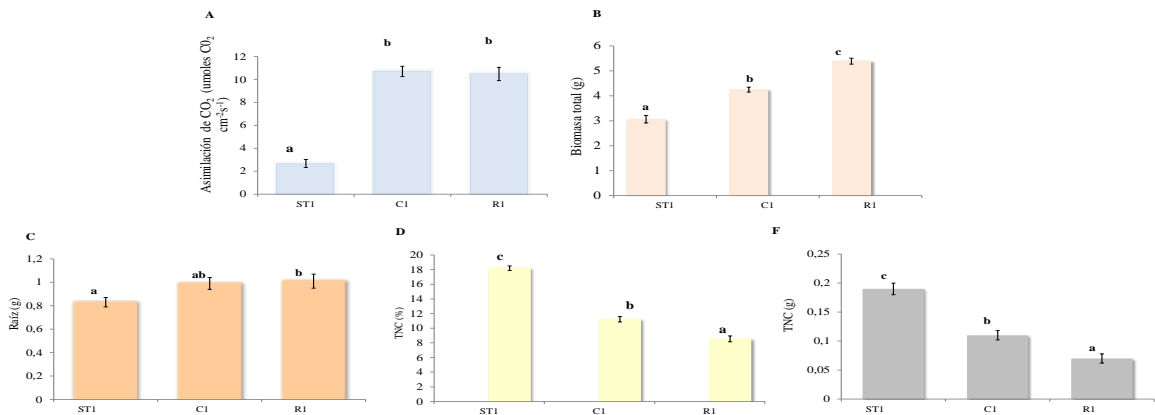 A
Asimilación de CO2 (umoles C02
cm-2s-1)
12
10
8
6
4
2
0
a
b
b
ST1
C1
R1
B
Biomasa total (g)
6
5
4
3
2
1
0
a
b
c
ST1
C1
R1
C
Raíz (g)
1,2
1
0,8
0,6
0,4
0,2
0
a
ab
b
ST1
C1
R1
D
TNC (%)
20
18
16
14
12
10
8
6
4
2
0
c
b
a
ST1
C1
R1
F
TNC (g)
0,25
0,2
0,15
0,1
0,05
0
c
b
a
ST1
C1
R1